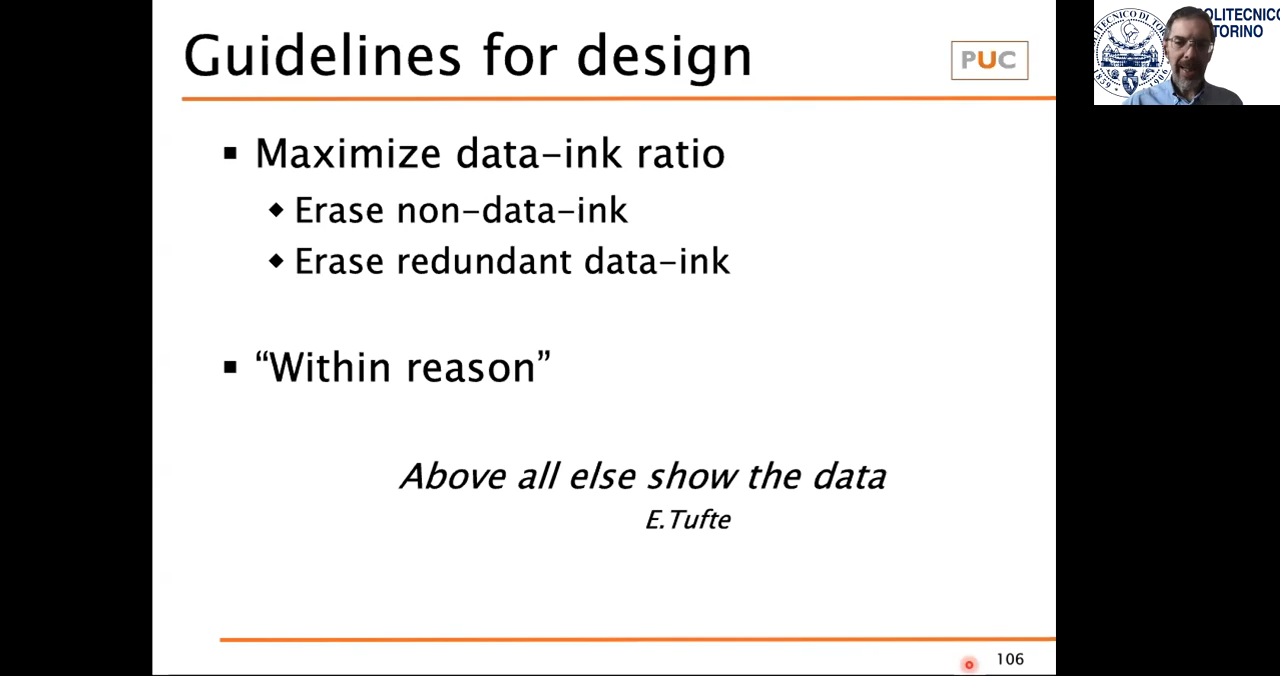 Guidelines for design
PUC
Maximize data-ink ratio
Erase non-data-ink
Erase redundant data-ink
“Within reason”
Above all else show the data
E.Tufte
106
POLITECNICO
TORINO
1859